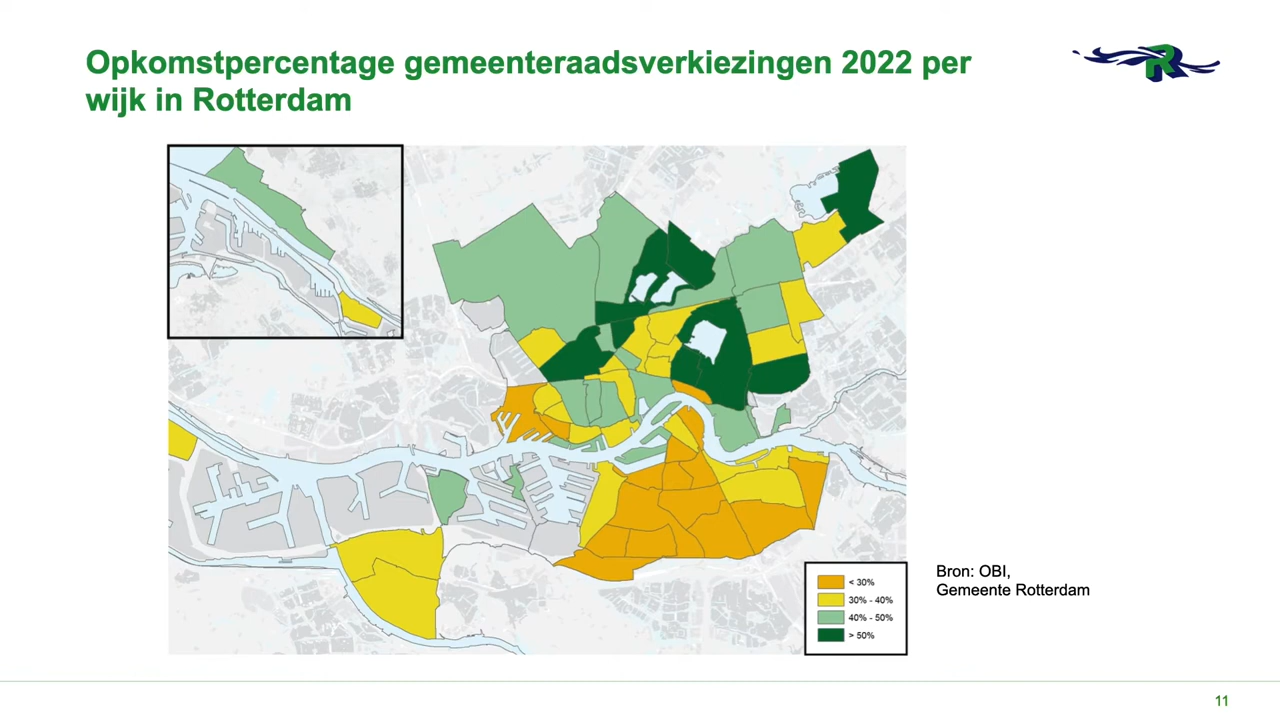 Opkomstpercentage gemeenteraadsverkiezingen 2022 per
wijk in Rotterdam
R
< 30%
30% - 40%
40% - 50%
> 50%
Bron: OBI,
Gemeente Rotterdam
11